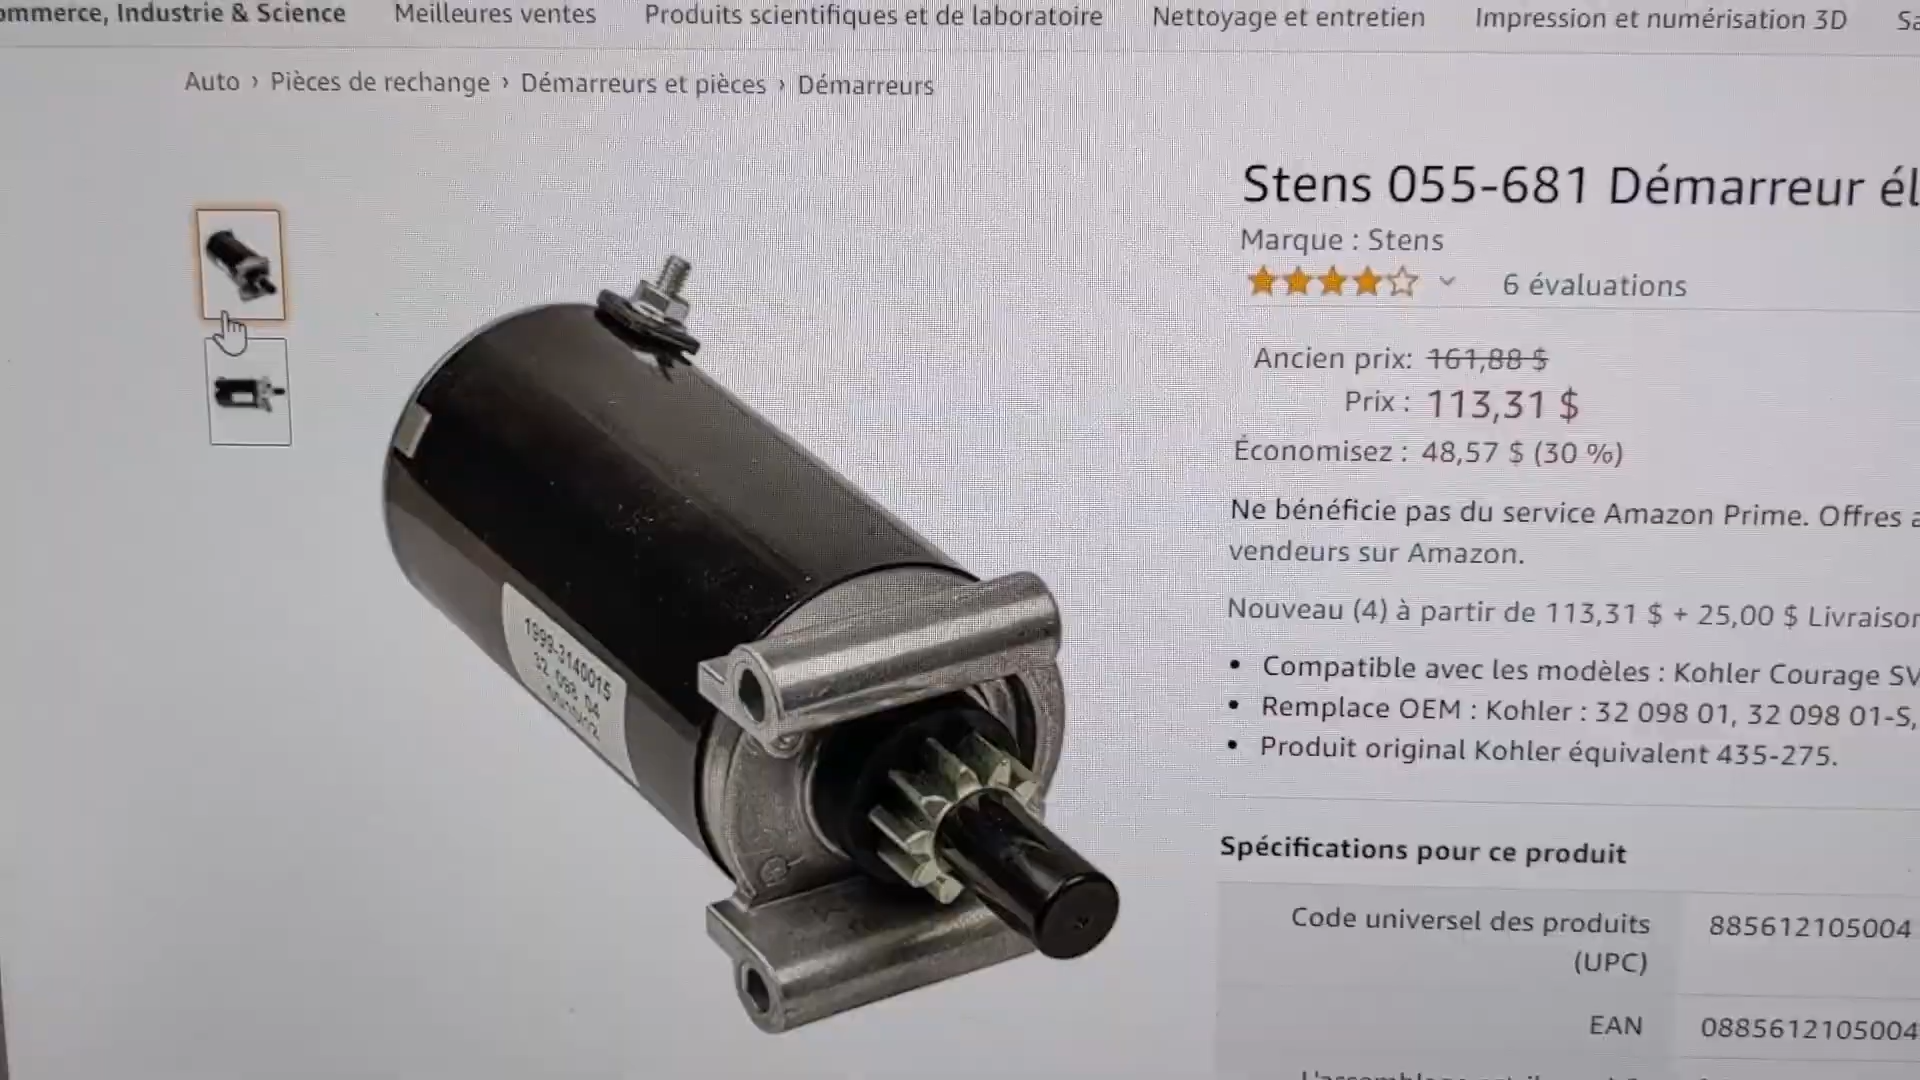 ommerce, Industrie & Science Meilleures ventes Produits scientifiques et de laboratoire Nettoyage et entretien Impression et numérisation 3D Sa
Auto › Pièces de rechange › Démarreurs et pièces › Démarreurs
Stens 055-681 Démarreur él
Marque : Stens
6 évaluations
Ancien prix: 161,88 $
Prix : 113,31 $
Économisez : 48,57 $ (30 %)
Ne bénéficie pas du service Amazon Prime. Offres a
vendeurs sur Amazon.
Nouveau (4) à partir de 113,31 $ + 25,00 $ Livraison
• Compatible avec les modèles : Kohler Courage SV
• Remplace OEM : Kohler : 32 098 01, 32 098 01-S,
• Produit original Kohler équivalent 435-275.
Spécifications pour ce produit
Code universel des produits 885612105004
(UPC)
EAN 0885612105004
1999-3140015
32 098 04